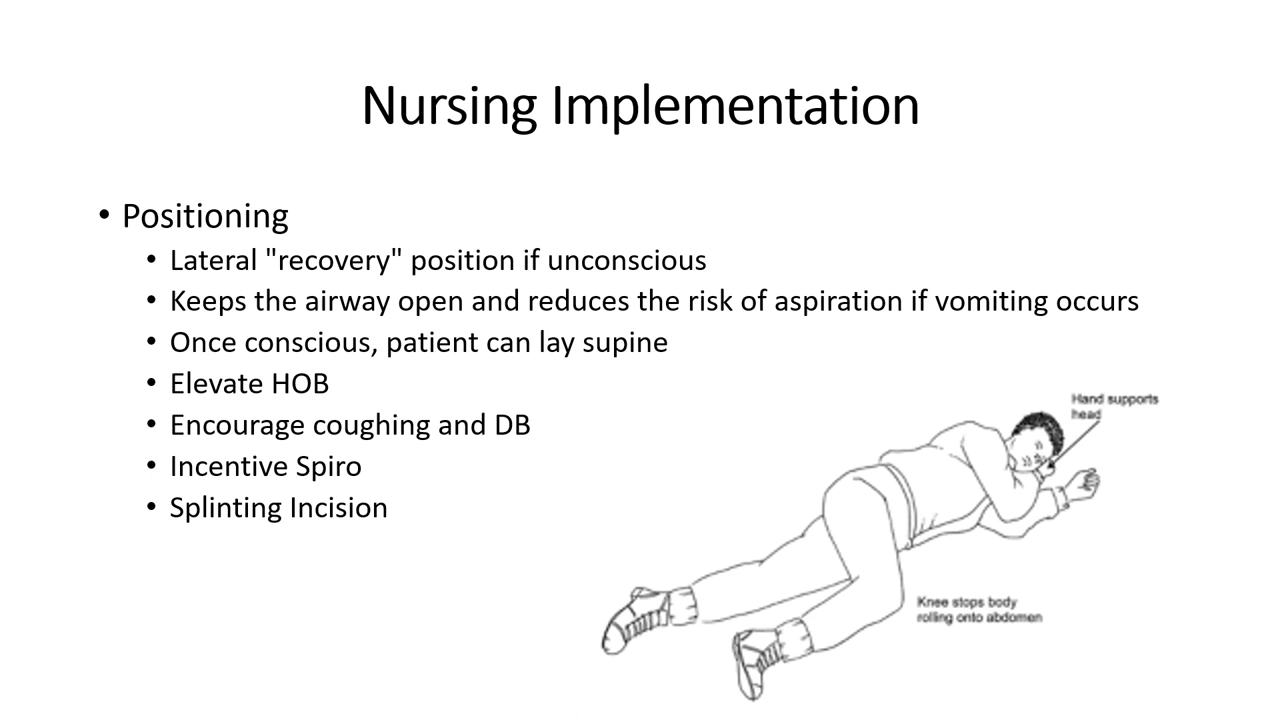 Nursing Implementation
• Positioning
• Lateral "recovery" position if unconscious
• Keeps the airway open and reduces the risk of aspiration if vomiting occurs
• Once conscious, patient can lay supine
• Elevate HOB
• Encourage coughing and DB
• Incentive Spiro
• Splinting Incision
Hand supports
head
Knee stops body
rolling onto abdomen